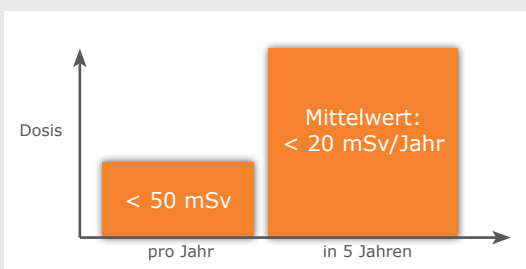 Dosis
< 50 mSv
Mittelwert:
< 20 mSv/Jahr
pro Jahr
in 5 Jahren